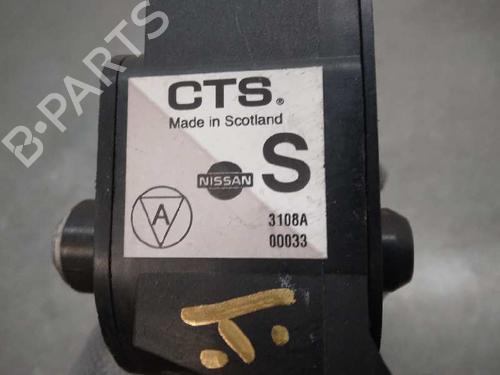 B-PARTS
CTS®
Made in Scotland
NISSAN S
A
3108A
00033